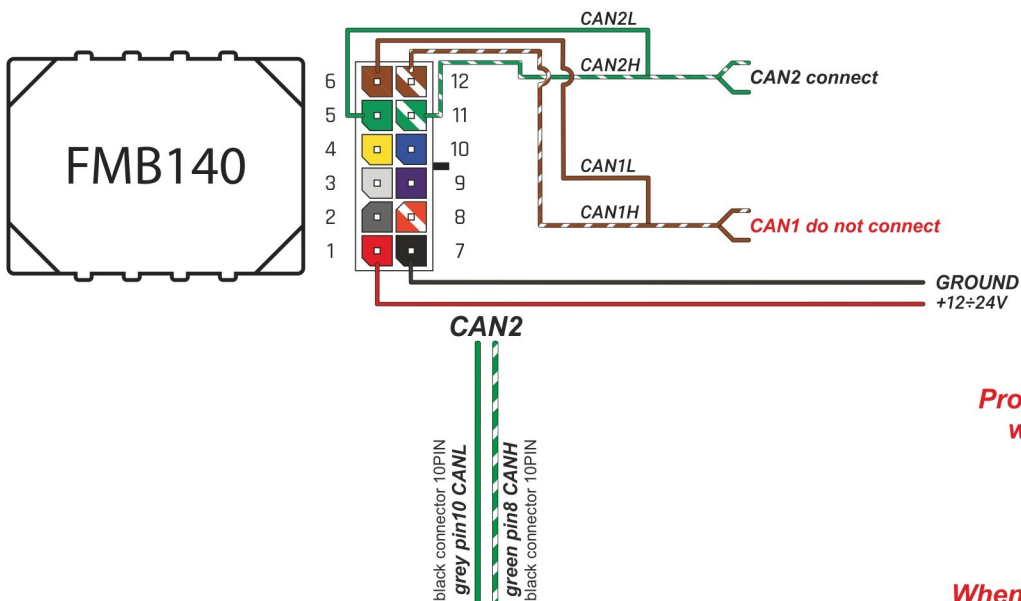 FMB140
CAN2L
CAN2H
CAN2 connect
6 12
5 11
4 10
3 9
2 8
1 7
CAN1L
CAN1H
CAN1 do not connect
GROUND
+12÷24V
CAN2
black connector 10PIN
grey pin10 CANL
green pin8 CANH
black connector 10PIN
Pro
w
When